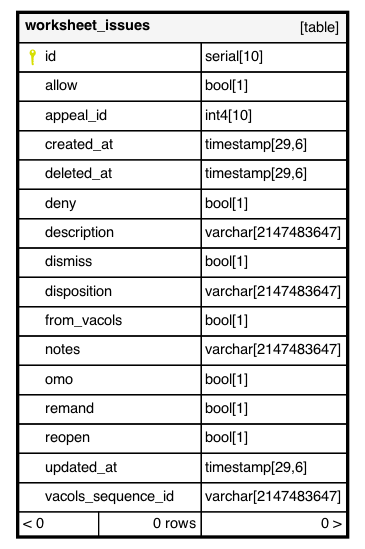 worksheet_issues [table]
id serial[10]
allow bool[1]
appeal_id int4[10]
created_at timestamp[29,6]
deleted_at timestamp[29,6]
deny bool[1]
description varchar[2147483647]
dismiss bool[1]
disposition varchar[2147483647]
from_vacols bool[1]
notes varchar[2147483647]
omo bool[1]
remand bool[1]
reopen bool[1]
updated_at timestamp[29,6]
vacols_sequence_id varchar[2147483647]
< 0 0 rows 0 >